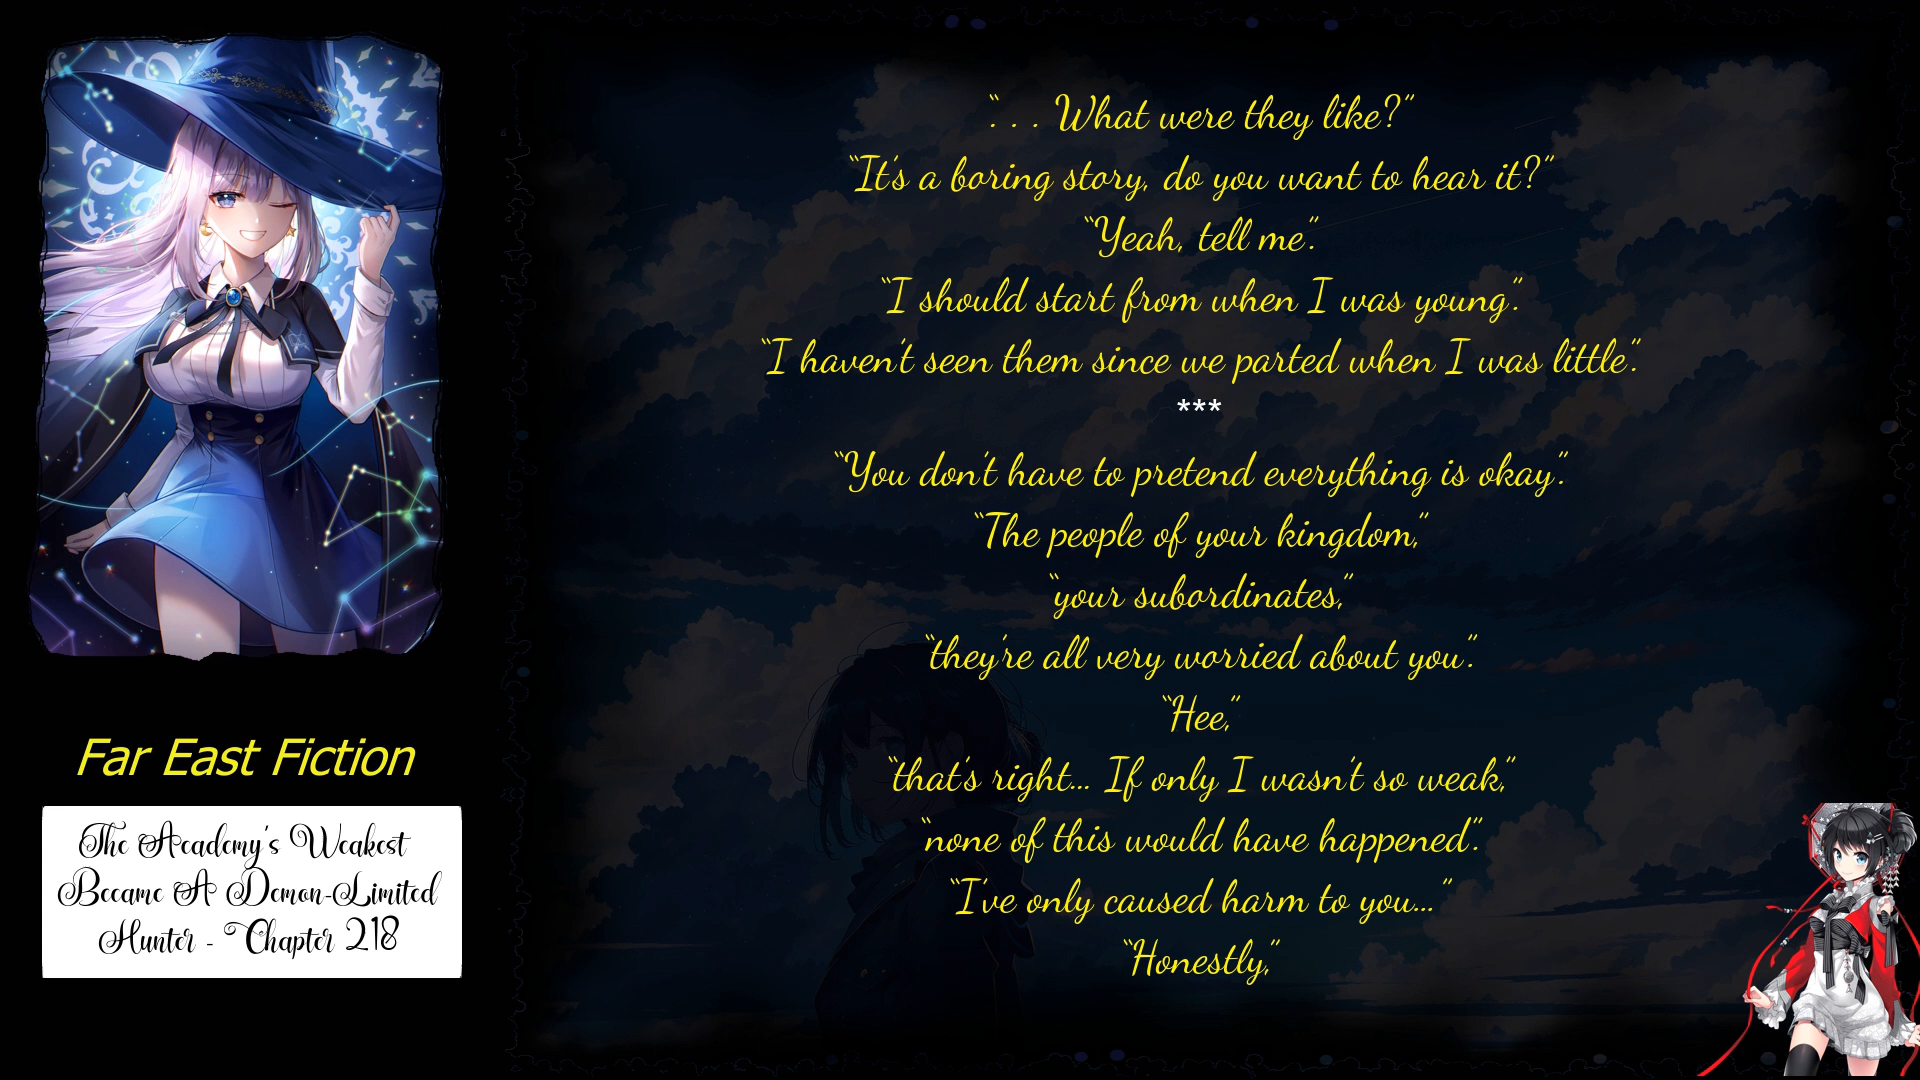 Far East Fiction
The Academy's Weakest
Became A Demon-Limited
Hunter - Chapter 218
“. . . What were they like?”
“It's a boring story, do you want to hear it?”
“Yeah, tell me”.
“I should start from when I was young”.
“I haven't seen them since we parted when I was little”.
***
“You don't have to pretend everything is okay”.
“The people of your kingdom,”
“your subordinates,”
“they're all very worried about you”.
“Hee,”
“that's right... If only I wasn't so weak,”
“none of this would have happened”.
“I've only caused harm to you...”
“Honestly,”